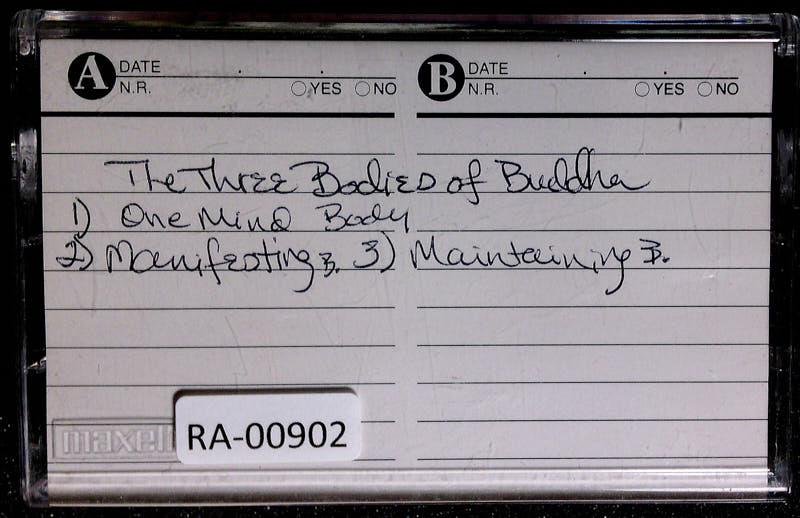 A DATE . .
N.R. ○YES ○NO
B DATE . .
N.R. ○YES ○NO
The Three Bodies of Buddha
1) One Mind Body
2) Manifesting B. 3) Maintaining B.
maxell
RA-00902